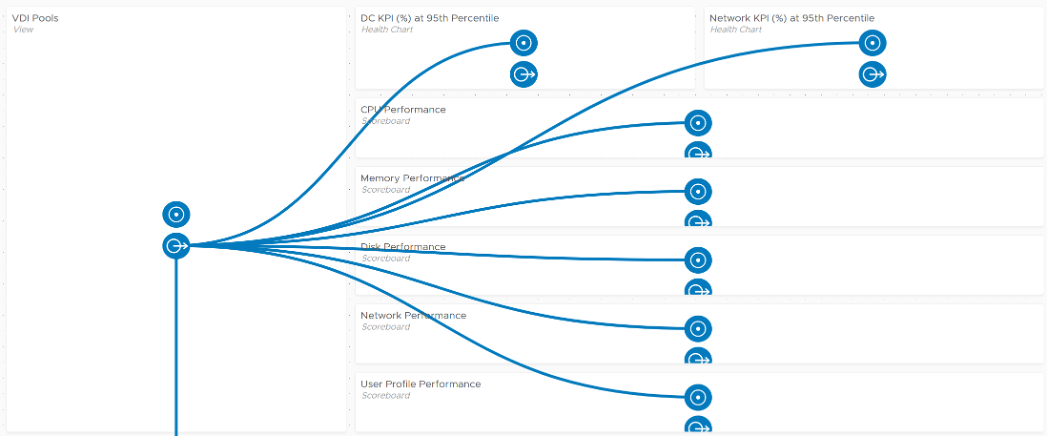 VDI Pools
View
DC KPI (%) at 95th Percentile
Health Chart
Network KPI (%) at 95th Percentile
Health Chart
CPU Performance
Scoreboard
Memory Performance
Scoreboard
Disk Performance
Scoreboard
Network Performance
Scoreboard
User Profile Performance
Scoreboard